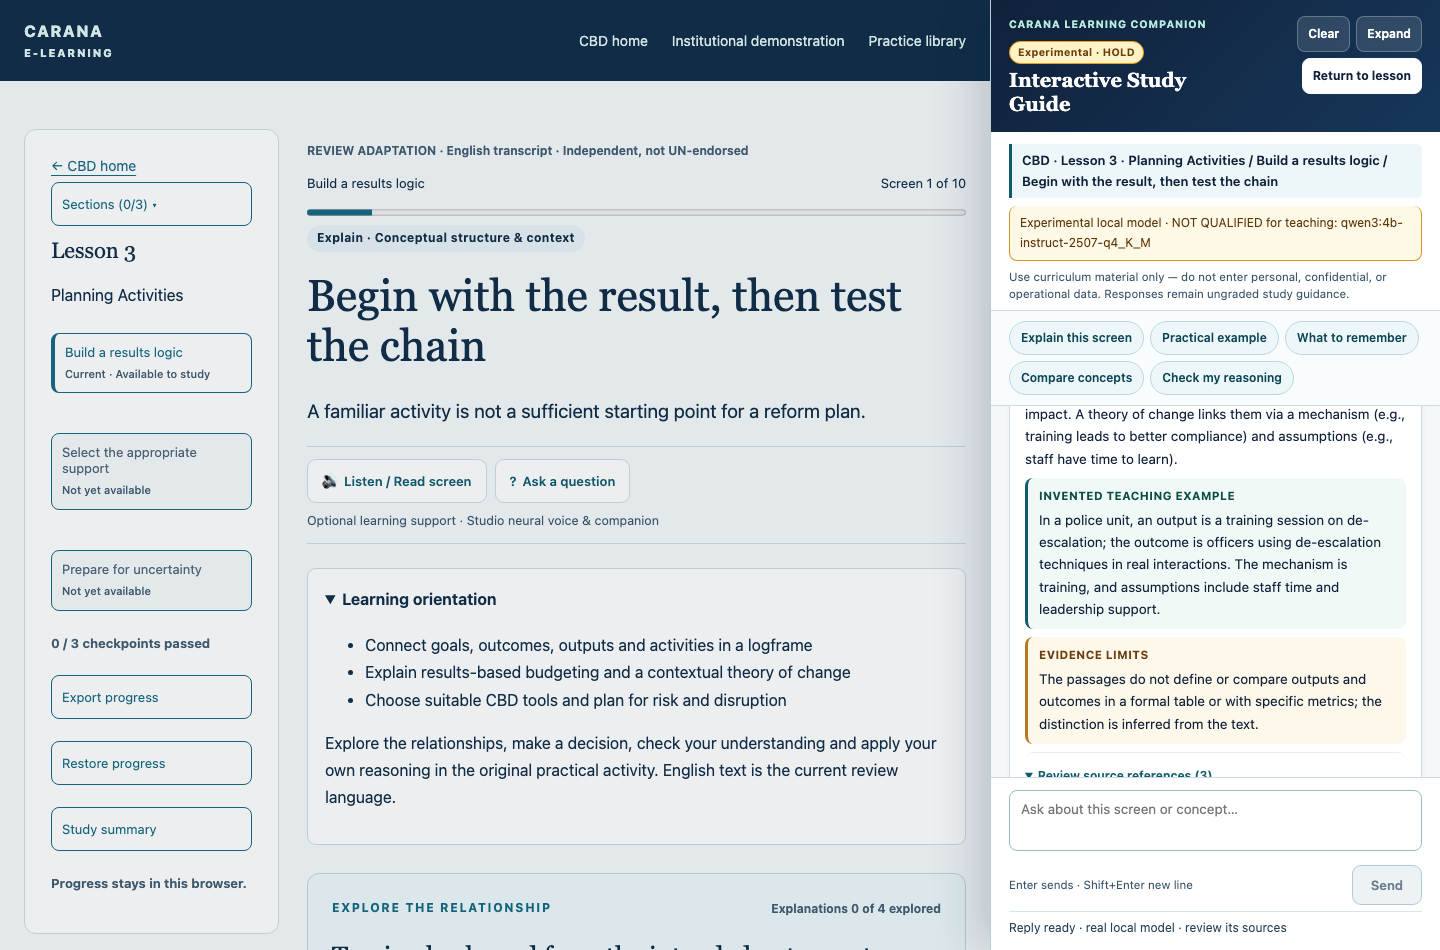 CARANA
E-LEARNING
CBD home
Institutional demonstration
Practice library
← CBD home
Sections (0/3) ▾
Lesson 3
Planning Activities
Build a results logic
Current · Available to study
Select the appropriate
support
Not yet available
Prepare for uncertainty
Not yet available
0 / 3 checkpoints passed
Export progress
Restore progress
Study summary
Progress stays in this browser.
REVIEW ADAPTATION · English transcript · Independent, not UN-endorsed
Build a results logic
Screen 1 of 10
Explain · Conceptual structure & context
Begin with the result, then test
the chain
A familiar activity is not a sufficient starting point for a reform plan.
Listen / Read screen
? Ask a question
Optional learning support · Studio neural voice & companion
▼ Learning orientation
• Connect goals, outcomes, outputs and activities in a logframe
• Explain results-based budgeting and a contextual theory of change
• Choose suitable CBD tools and plan for risk and disruption
Explore the relationships, make a decision, check your understanding and apply your
own reasoning in the original practical activity. English text is the current review
language.
EXPLORE THE RELATIONSHIP
Explanations 0 of 4 explored
CARANA LEARNING COMPANION
Experimental · HOLD
Interactive Study
Guide
Clear
Expand
Return to lesson
CBD · Lesson 3 · Planning Activities / Build a results logic /
Begin with the result, then test the chain
Experimental local model · NOT QUALIFIED for teaching: qwen3:4b-
instruct-2507-q4_K_M
Use curriculum material only — do not enter personal, confidential, or
operational data. Responses remain ungraded study guidance.
Explain this screen
Practical example
What to remember
Compare concepts
Check my reasoning
impact. A theory of change links them via a mechanism (e.g.,
training leads to better compliance) and assumptions (e.g.,
staff have time to learn).
INVENTED TEACHING EXAMPLE
In a police unit, an output is a training session on de-
escalation; the outcome is officers using de-escalation
techniques in real interactions. The mechanism is
training, and assumptions include staff time and
leadership support.
EVIDENCE LIMITS
The passages do not define or compare outputs and
outcomes in a formal table or with specific metrics; the
distinction is inferred from the text.
▼ Review source references (3)
Ask about this screen or concept...
Enter sends · Shift+Enter new line
Send
Reply ready · real local model · review its sources